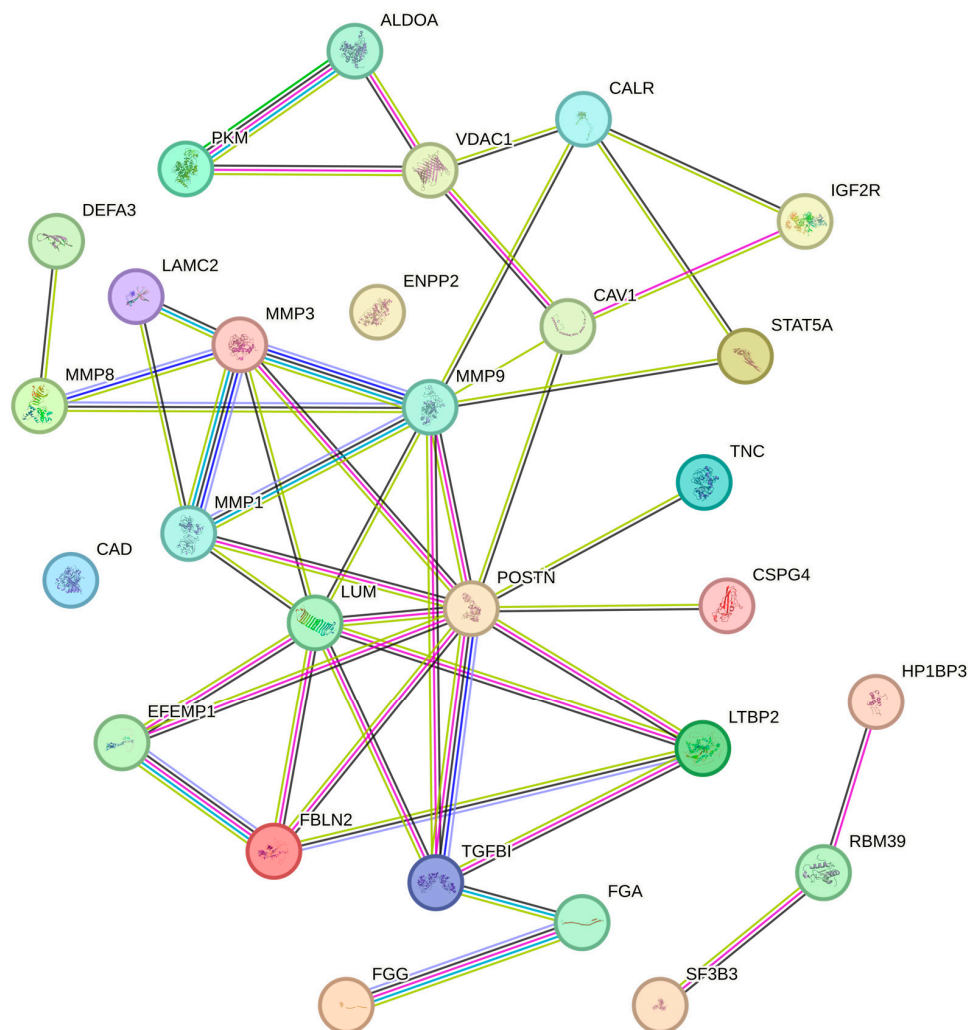 ALDOA
CALR
PKM
VDAC1
IGF2R
DEFA3
LAMC2
ENPP2
CAV1
MMP3
STAT5A
MMP8
MMP9
TNC
MMP1
CAD
POSTN
CSPG4
LUM
HP1BP3
EFEMP1
LTBP2
FBLN2
TGFBI
RBM39
FGA
FGG
SF3B3